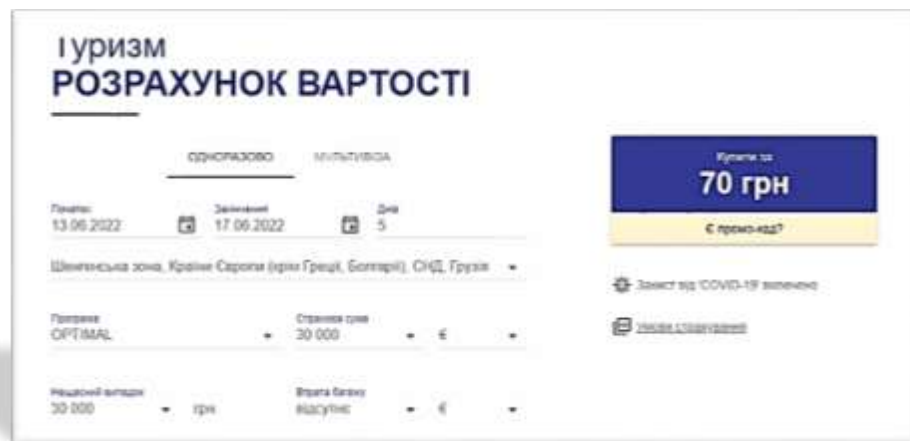 Туризм
РОЗРАХУНОК ВАРТОСТІ
ОДНОРАЗОВО МУЛЬТИВІЗА
Початок Закінчення Днів
13.06.2022 17.06.2022 5
Шенгенська зона, Країни Європи (крім Греції, Болгарії), СНД, Грузія
Програма Страхова сума
OPTIMAL 30 000 €
Нещасний випадок Втрата багажу
30 000 грн відсутнє €
Купити за
70 грн
Є промо-код?
Захист від 'COVID-19' включено
Умови страхування